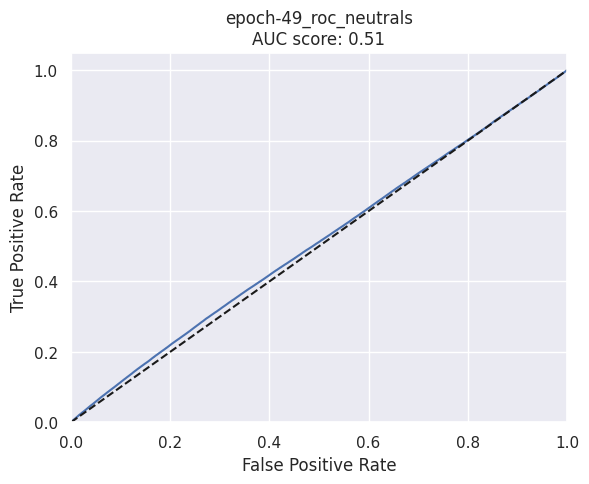 epoch-49_roc_neutrals
AUC score: 0.51
1.0
0.8
0.6
0.4
0.2
0.0
True Positive Rate
0.0 0.2 0.4 0.6 0.8 1.0
False Positive Rate